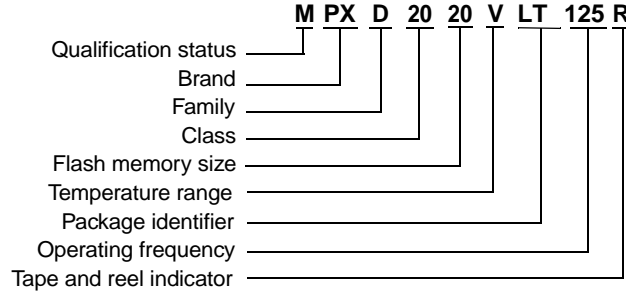 M PX D 20 20 V LT 125 R
Qualification status
Brand
Family
Class
Flash memory size
Temperature range
Package identifier
Operating frequency
Tape and reel indicator